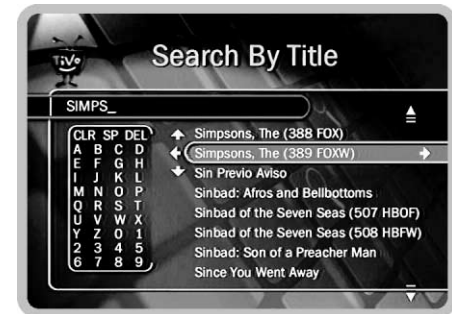 TiVo
Search By Title
SIMPS_
CLR SP DEL
A B C D
E F G H
I J K L
M N O P
Q R S T
U V W X
Y Z 0 1
2 3 4 5
6 7 8 9
Simpsons, The (388 FOX)
Simpsons, The (389 FOXW)
Sin Previo Aviso
Sinbad: Afros and Bellbottoms
Sinbad of the Seven Seas (507 HBOF)
Sinbad of the Seven Seas (508 HBFW)
Sinbad: Son of a Preacher Man
Since You Went Away